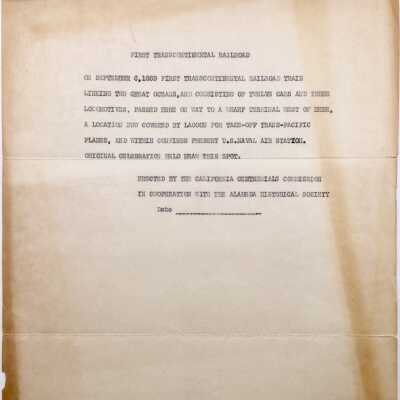 FIRST TRANSCONTINENTAL RAILROAD
ON SEPTEMBER 6,1869 FIRST TRANSCONTINENTAL RAILROAD TRAIN
LINKING TWO GREAT OCEANS,AND CONSISTING OF TWELVE CARS AND THREE
LOCOMOTIVES, PASSED HERE ON WAY TO A WHARF TERMINAL WEST OF HERE,
A LOCATION NOW COVERED BY LAGOON FOR TAKE-OFF TRANS-PACIFIC
PLANES, AND WITHIN CONFINES PRESENT U.S.NAVAL AIR STATION.
ORIGINAL CELEBRATION HELD NEAR THIS SPOT.
ERECTED BY THE CALIFORNIA CENTENNIALS COMMISSION
IN COOPERATION WITH THE ALAMEDA HISTORICAL SOCIETY
Date